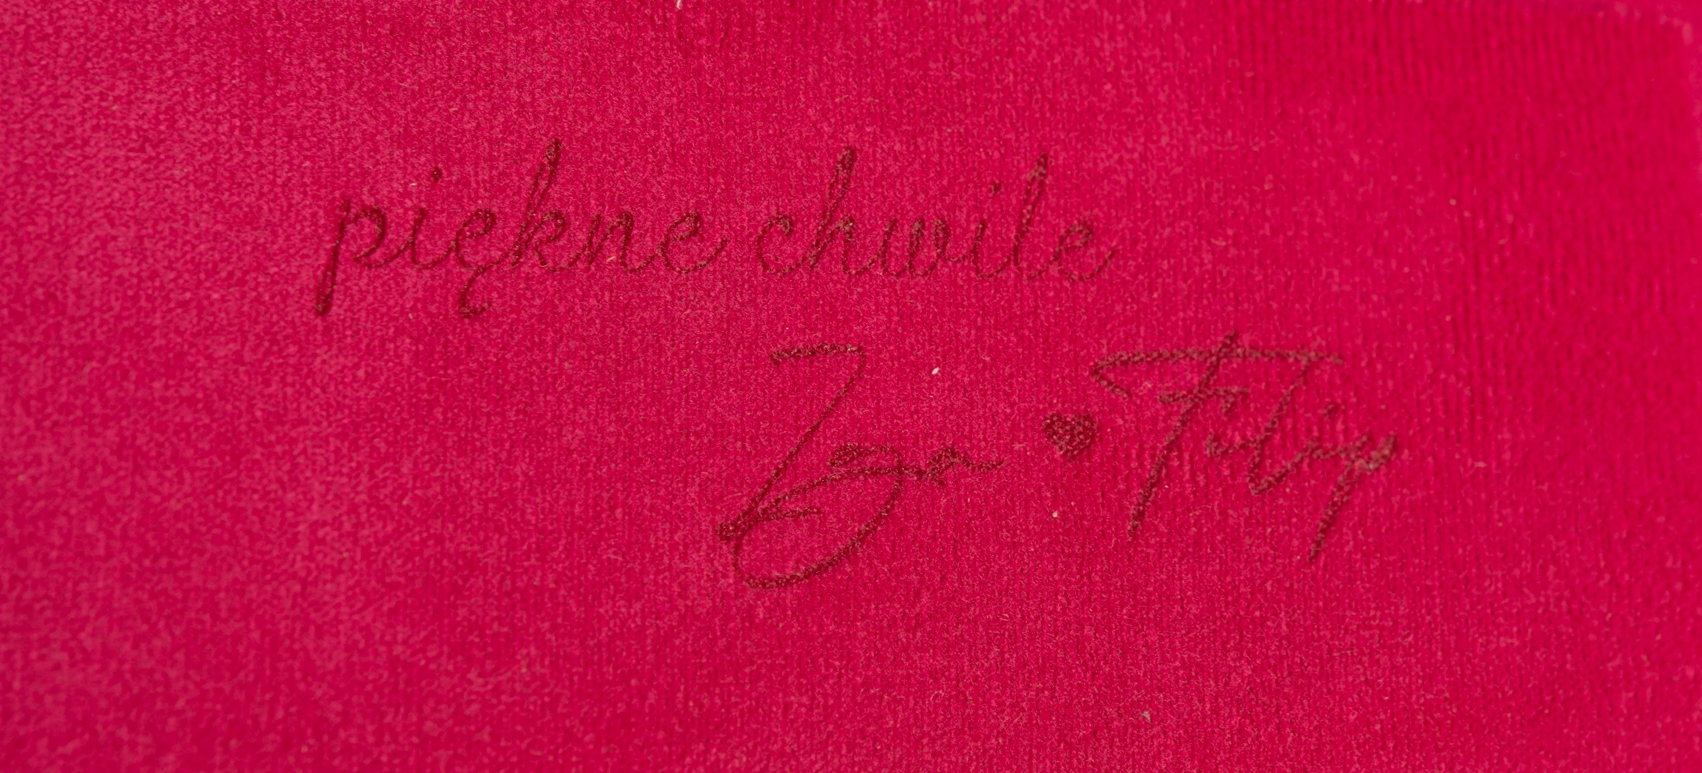 piękne chwile
♥ Filip